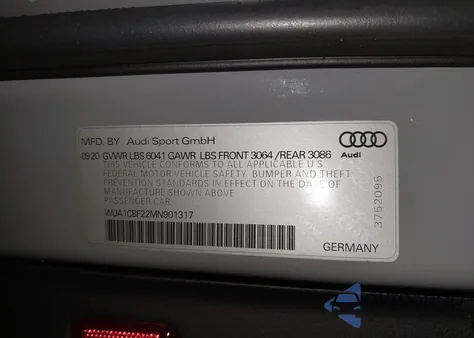 MFD. BY Audi Sport GmbH
09.20 GVWR LBS 6041 GAWR LBS FRONT 3064 /REAR 3086
THIS VEHICLE CONFORMS TO ALL APPLICABLE U.S
FEDERAL MOTOR VEHICLE SAFETY, BUMPER AND THEFT
PREVENTION STANDARDS IN EFFECT ON THE DATE OF
MANUFACTURE SHOWN ABOVE
PASSENGER CAR
WUA1CBF22MN901317
Audi
3752095
GERMANY